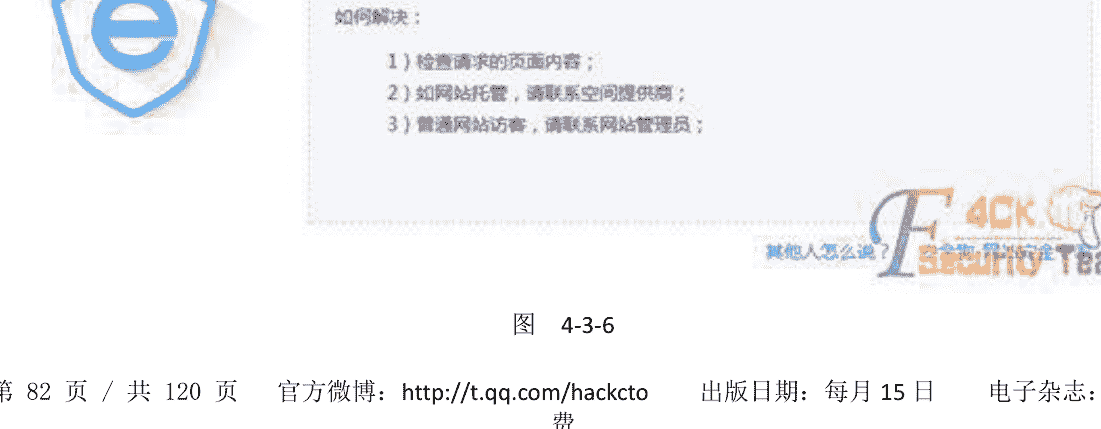 如何解决：
1）检查请求的页面内容；
2）如网站托管，请联系空间提供商；
3）普通网站访客，请联系网站管理员；
F4CK
其他人怎么说？
Security Tea
图 4-3-6
第 82 页 / 共 120 页 官方微博：http://t.qq.com/hackcto 出版日期：每月 15 日 电子杂志：
费